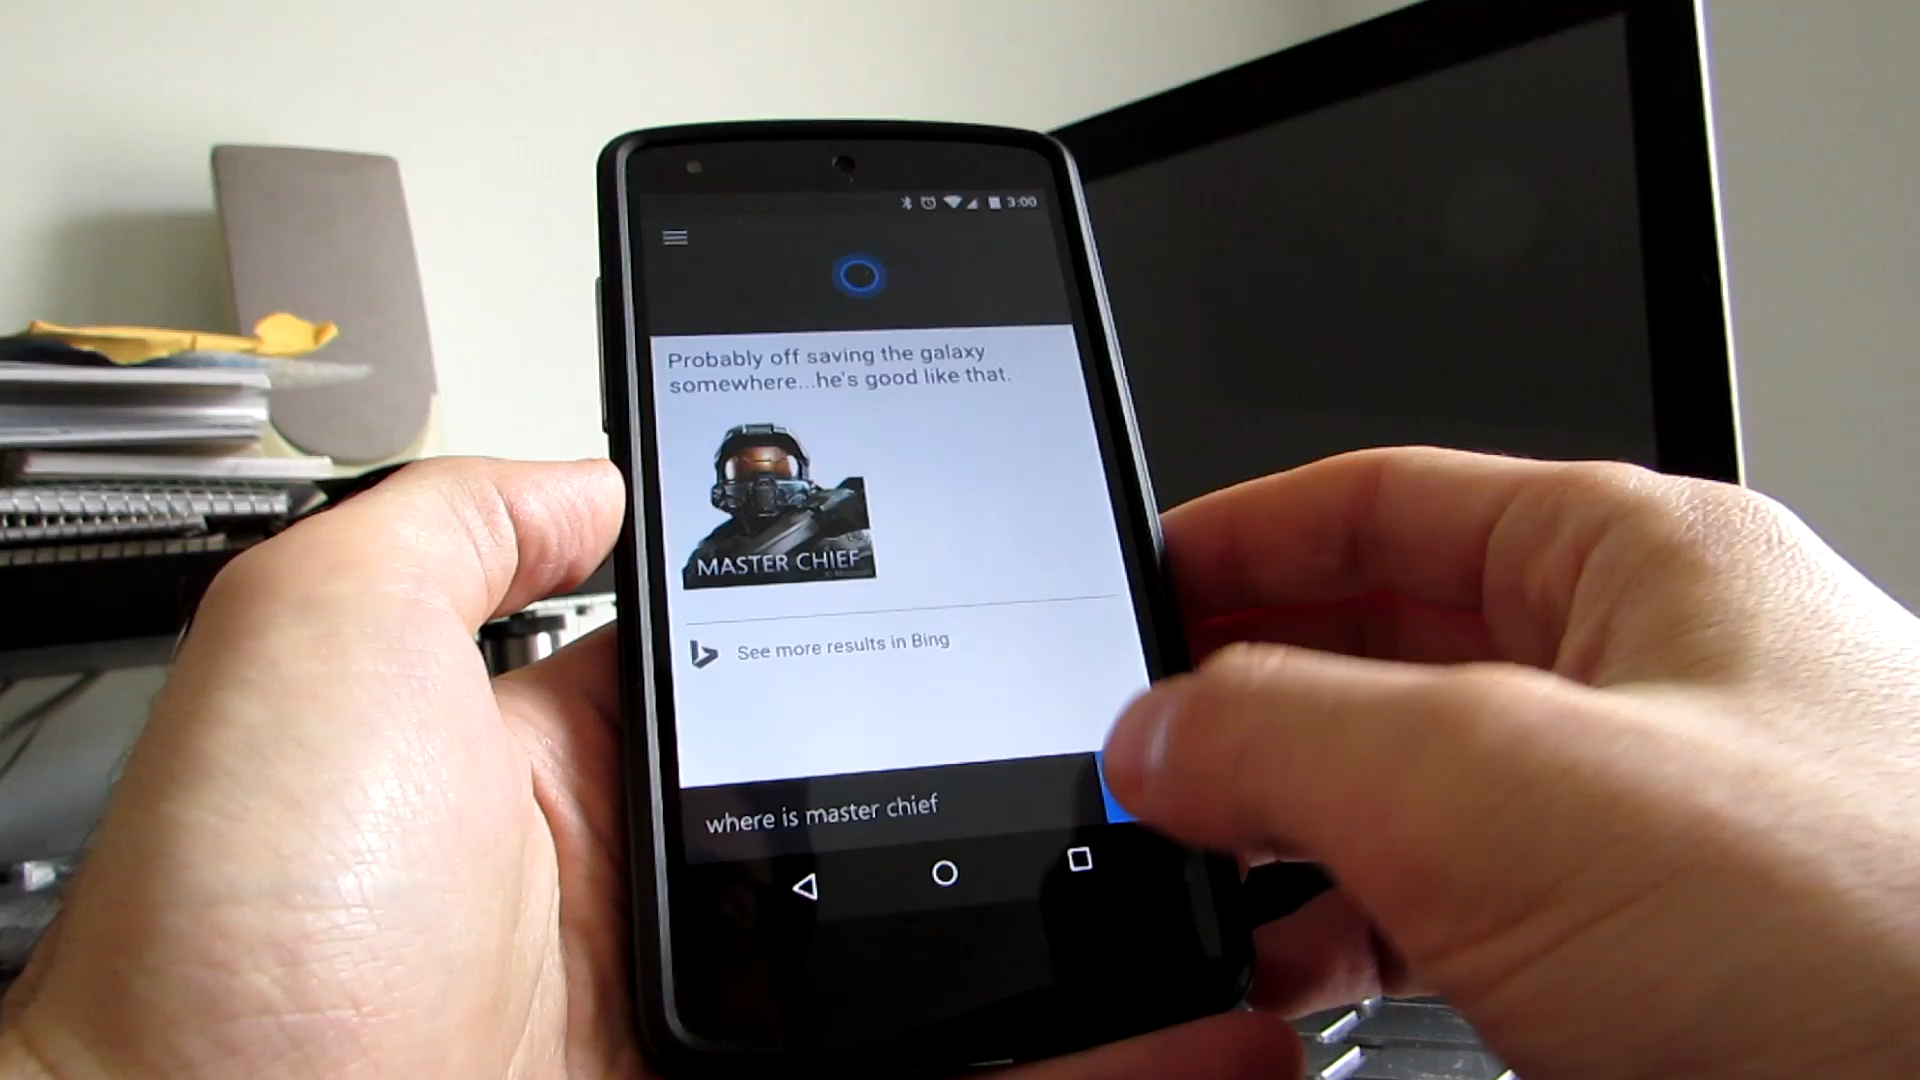 3:00
Probably off saving the galaxy
somewhere...he's good like that.
MASTER CHIEF
See more results in Bing
where is master chief